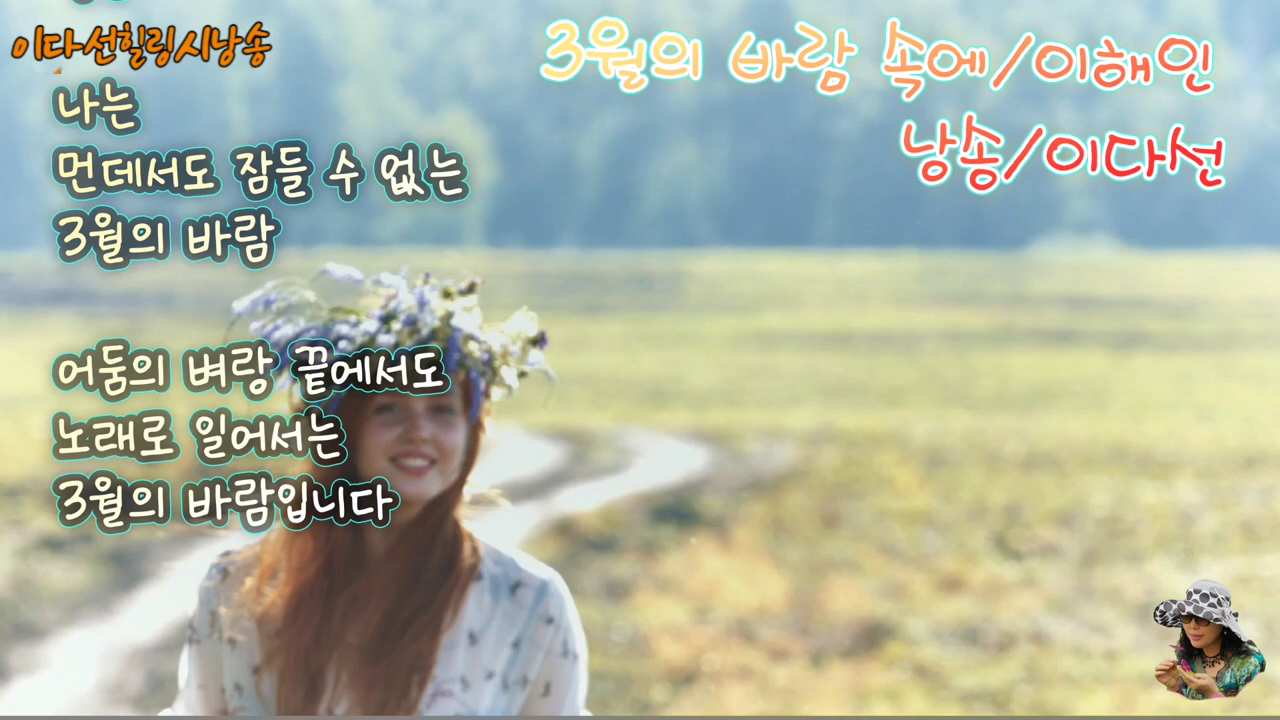 이다선힐링시낭송
3월의 바람 속에/이해인
낭송/이다선
나는
먼데서도 잠들 수 없는
3월의 바람
어둠의 벼랑 끝에서도
노래로 일어서는
3월의 바람입니다